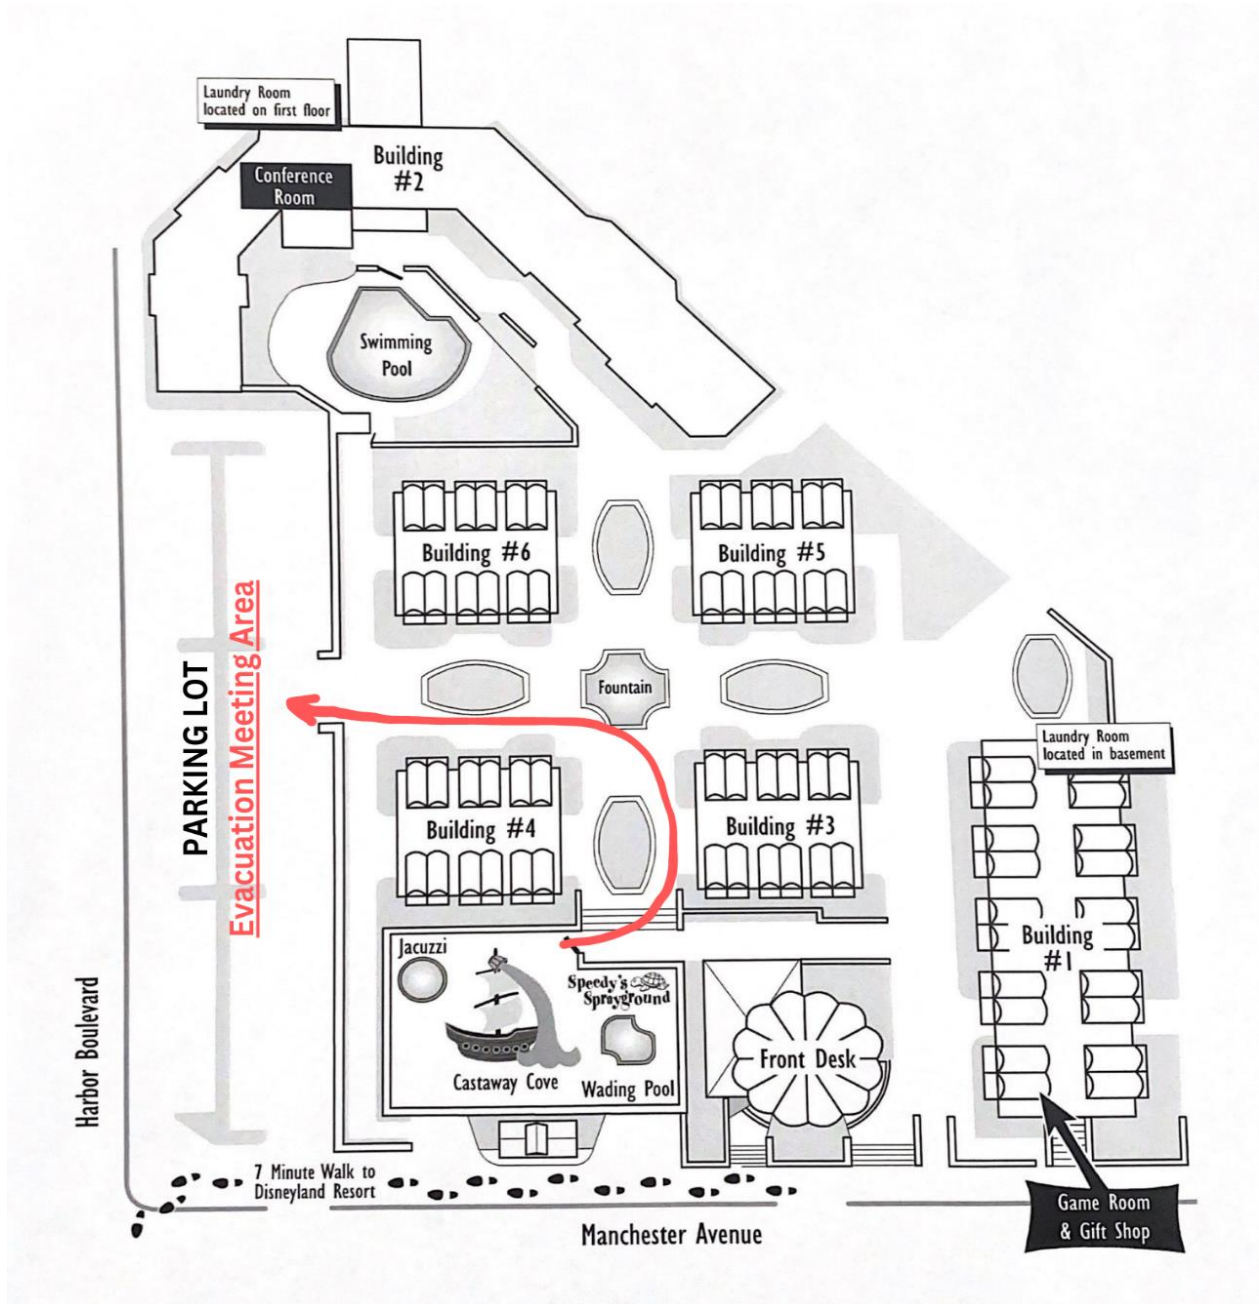 Laundry Room
located on first floor
Building
#2
Conference
Room
Swimming
Pool
Building #6
Building #5
PARKING LOT
Evacuation Meeting Area
Fountain
Laundry Room
located in basement
Building #4
Building #3
Building
#1
Jacuzzi
Speedy's
Sprayground
Castaway Cove
Wading Pool
Front Desk
Harbor Boulevard
7 Minute Walk to
Disneyland Resort
Manchester Avenue
Game Room
& Gift Shop